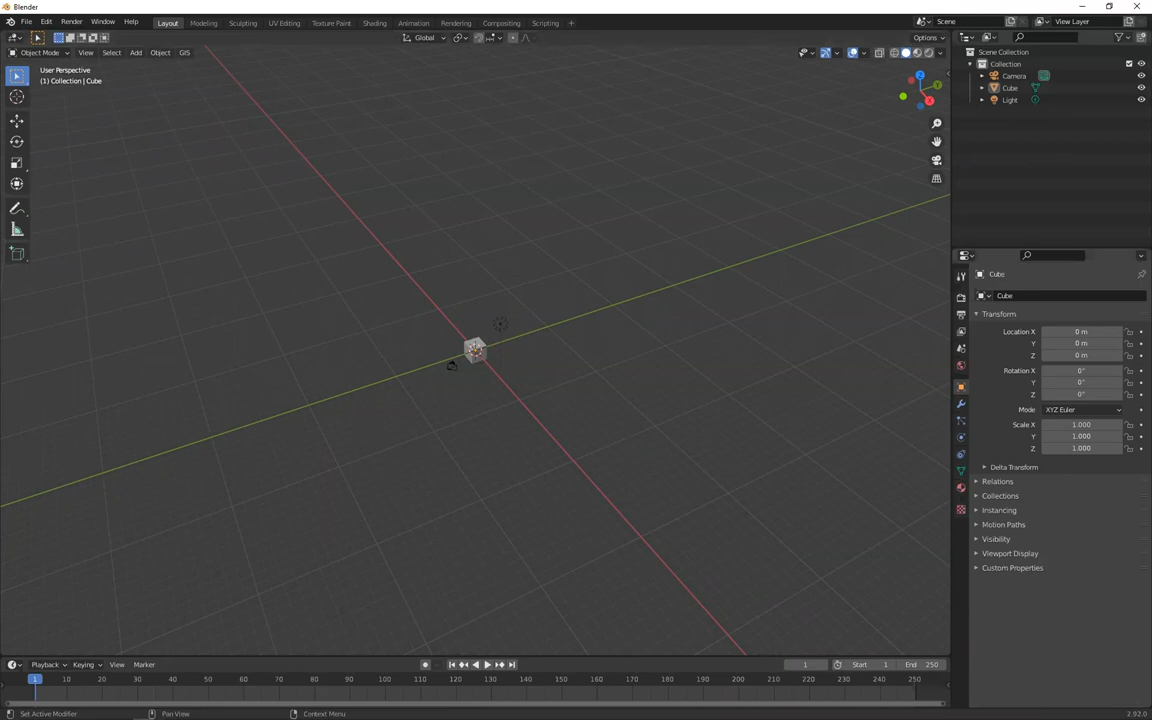 Blender
File Edit Render Window Help
Layout Modeling Sculpting UV Editing Texture Paint Shading Animation Rendering Compositing Scripting +
Scene
View Layer
Object Mode View Select Add Object GIS
Global
Options
User Perspective
(1) Collection | Cube
Z
Y
X
Scene Collection
Collection
Camera
Cube
Light
Cube
Cube
Transform
Location X 0 m
Y 0 m
Z 0 m
Rotation X 0°
Y 0°
Z 0°
Mode XYZ Euler
Scale X 1.000
Y 1.000
Z 1.000
Delta Transform
Relations
Collections
Instancing
Motion Paths
Visibility
Viewport Display
Custom Properties
Playback Keying View Marker
1
Start 1
End 250
1 10 20 30 40 50 60 70 80 90 100 110 120 130 140 150 160 170 180 190 200 210 220 230 240 250
Set Active Modifier
Pan View
Context Menu
2.92.0